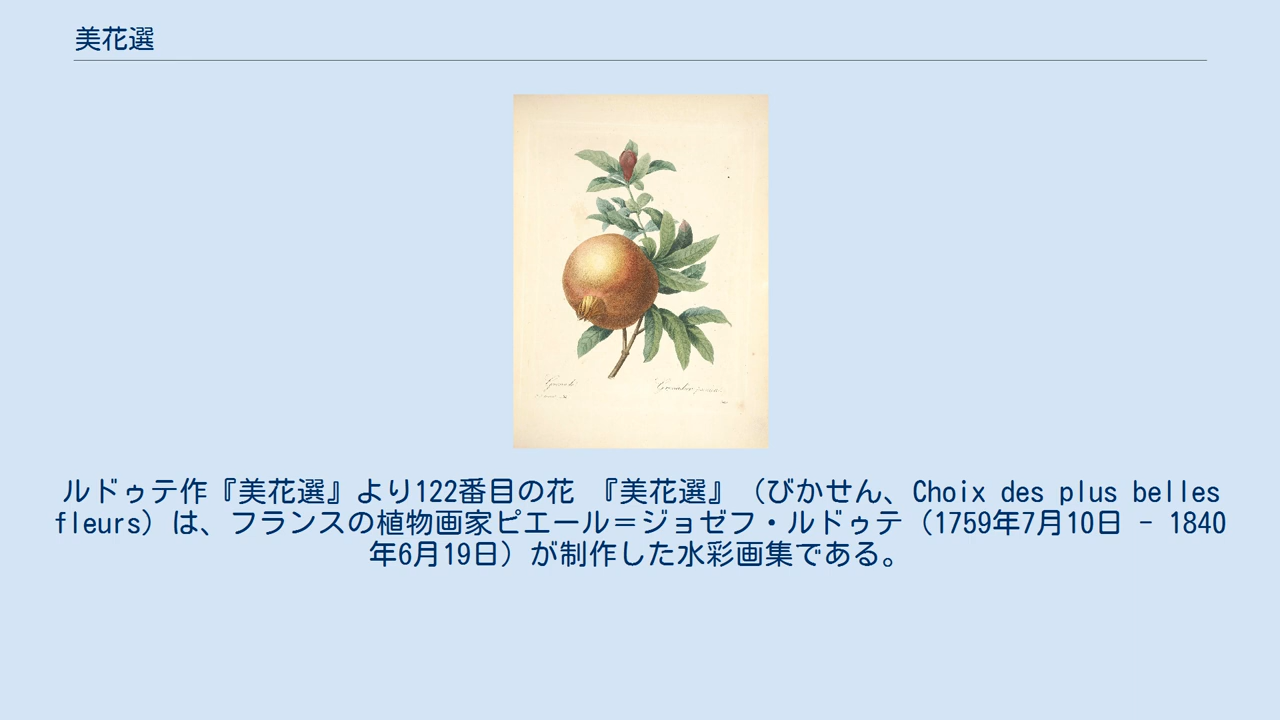 美花選
ルドゥテ作『美花選』より122番目の花 『美花選』（びかせん、Choix des plus belles
fleurs）は、フランスの植物画家ピエール＝ジョゼフ・ルドゥテ（1759年7月10日 - 1840
年6月19日）が制作した水彩画集である。